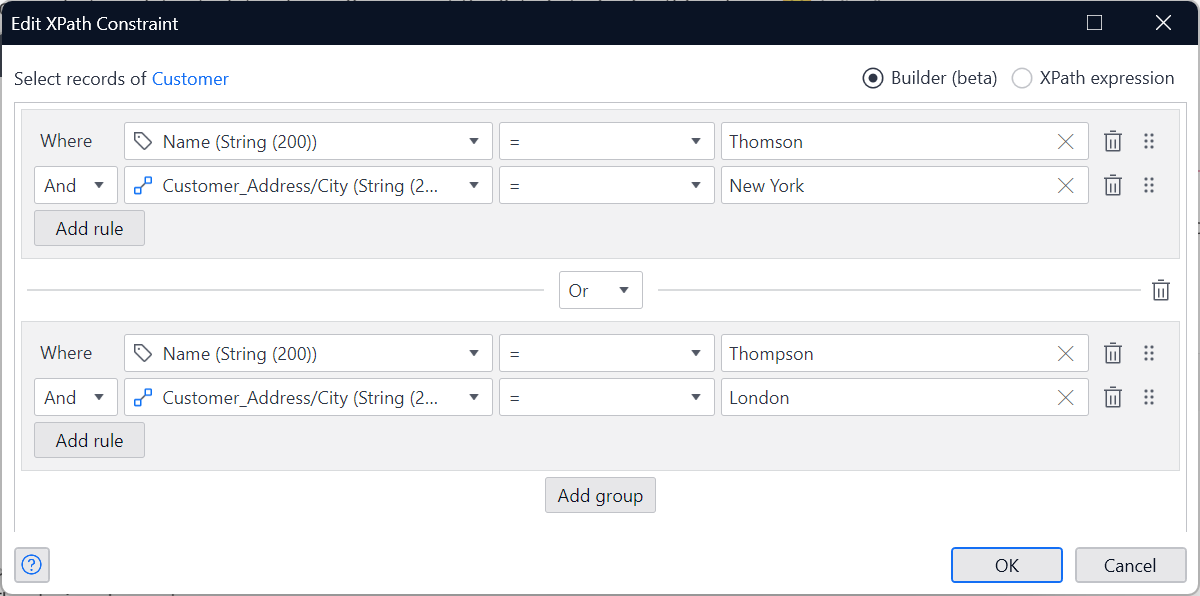 Edit XPath Constraint
Select records of Customer Builder (beta) XPath expression
Where Name (String (200)) = Thomson
And Customer_Address/City (String (2... = New York
Add rule
Or
Where Name (String (200)) = Thompson
And Customer_Address/City (String (2... = London
Add rule
Add group
? OK Cancel